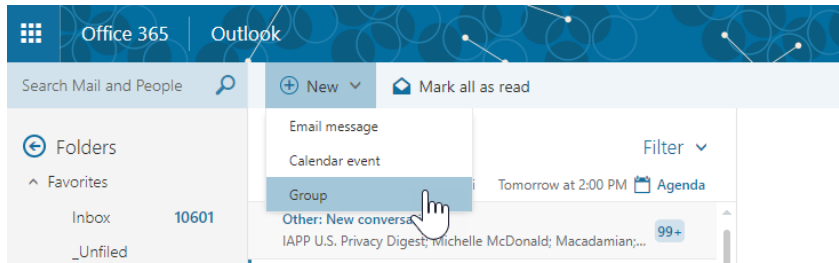 Office 365 Outlook
Search Mail and People New Mark all as read
Email message
Folders Filter
Calendar event
Favorites Tomorrow at 2:00 PM Agenda
Group
Inbox 10601 Other: New 99+
IAPP U.S. Privacy Digest; Michelle McDonald; Macadamian;...
_Unfiled